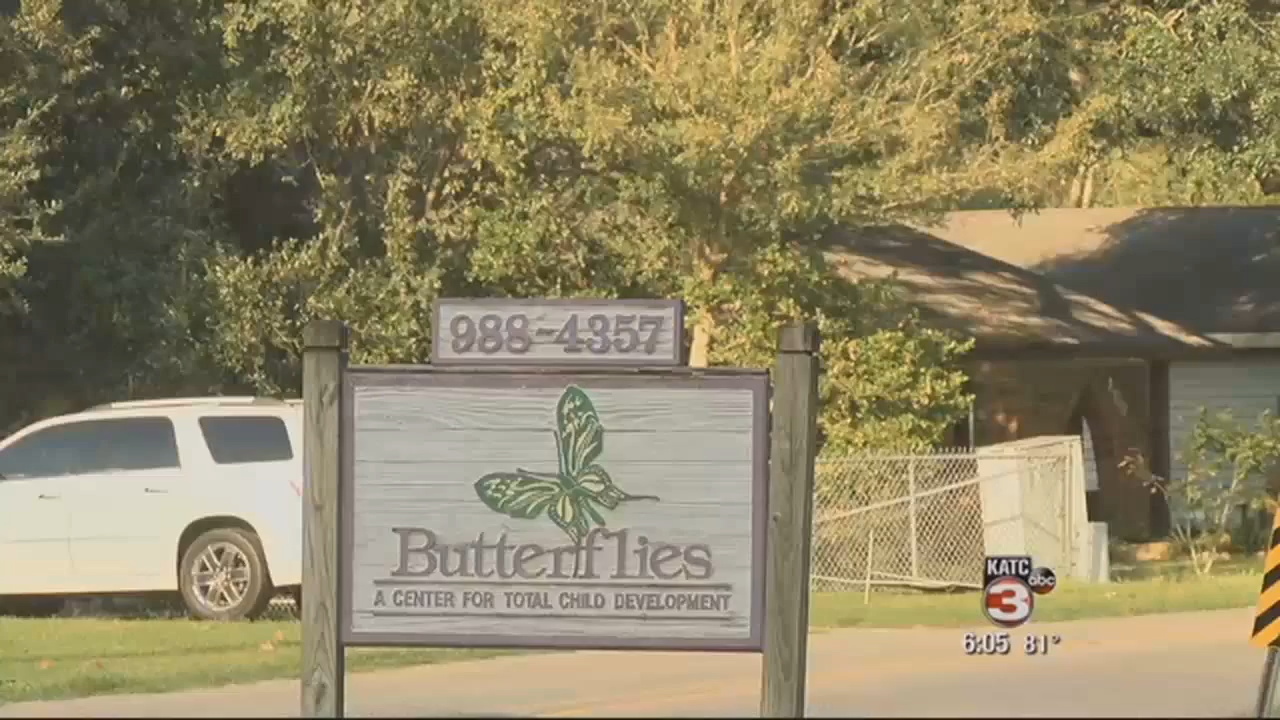 988-4357
Butterflies
A CENTER FOR TOTAL CHILD DEVELOPMENT
KATC
abc
3
6:05 81°